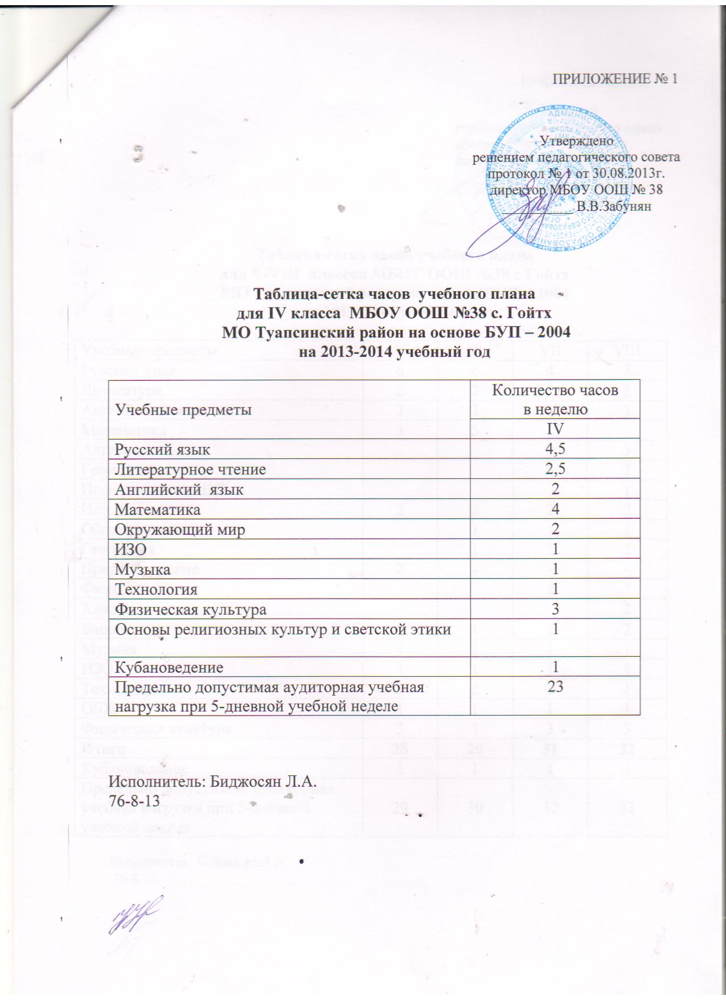 ПРИЛОЖЕНИЕ № 1
Утверждено
решением педагогического совета
протокол № 1 от 30.08.2013г.
директор МБОУ ООШ № 38
_________ В.В.Забунян
Таблица-сетка часов учебного плана
для IV класса МБОУ ООШ №38 с. Гойтх
МО Туапсинский район на основе БУП – 2004
на 2013-2014 учебный год
Учебные предметы
Количество часов
в неделю
IV
Русский язык 4,5
Литературное чтение 2,5
Английский язык 2
Математика 4
Окружающий мир 2
ИЗО 1
Музыка 1
Технология 1
Физическая культура 3
Основы религиозных культур и светской этики 1
Кубановедение 1
Предельно допустимая аудиторная учебная 23
нагрузка при 5-дневной учебной неделе
Исполнитель: Биджосян Л.А.
76-8-13